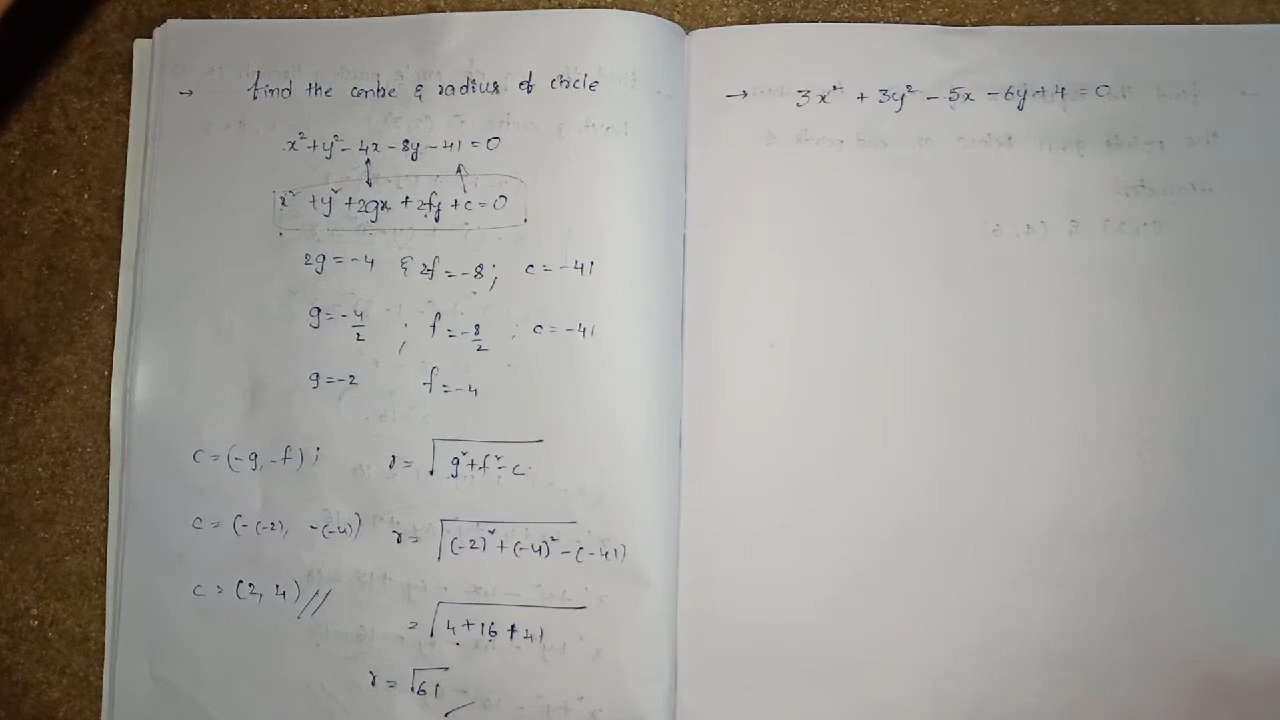 → find the centre & radius of circle
x² + y² - 4x - 8y - 41 = 0
x² + y² + 2gx + 2fy + c = 0
2g = -4 & 2f = -8; c = -41
g = -4/2 ; f = -8/2 ; c = -41
g = -2 f = -4
c = (-g, -f); r = √(g² + f² - c)
c = (-(-2), -(-4)) r = √((-2)² + (-4)² - (-41))
c = (2, 4) //
= √(4 + 16 + 41)
r = √61
→ 3x² + 3y² - 5x - 6y + 4 = 0